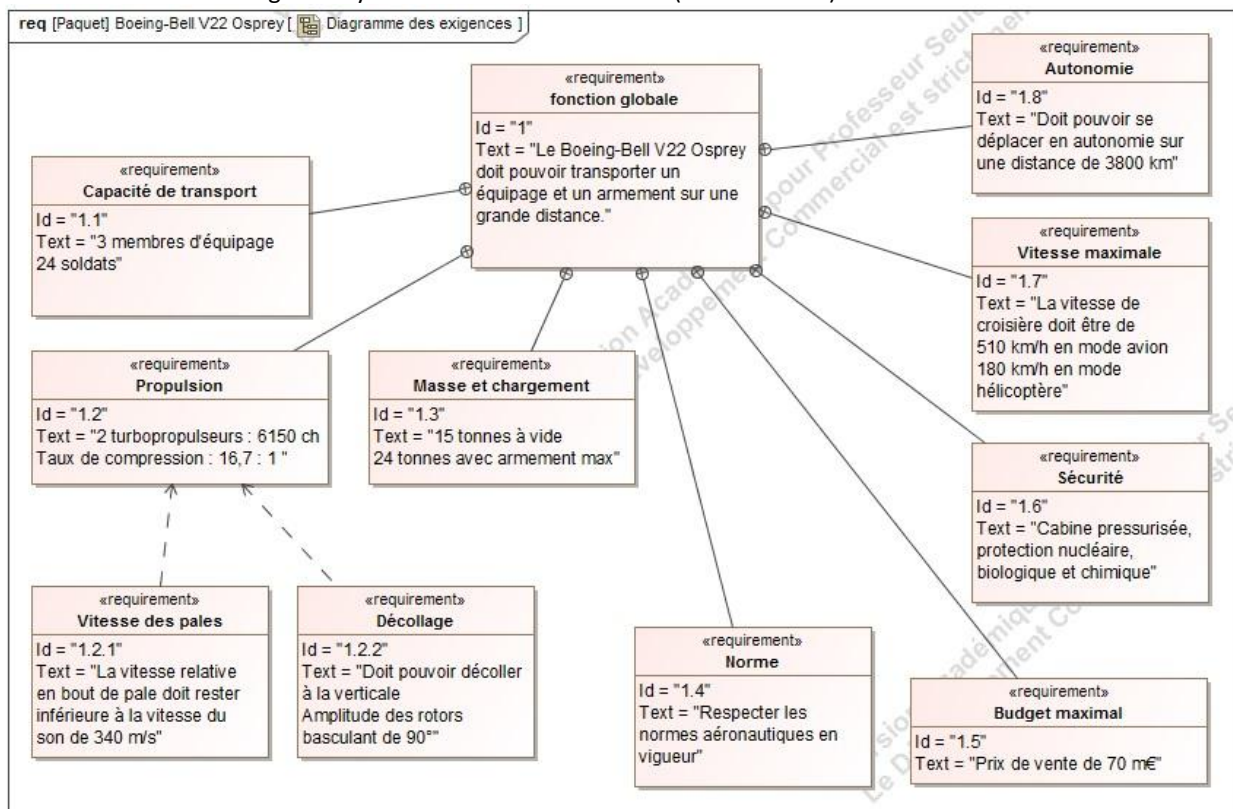 req [Paquet] Boeing-Bell V22 Osprey [ Diagramme des exigences ]
«requirement»
fonction globale
Id = "1"
Text = "Le Boeing-Bell V22 Osprey
doit pouvoir transporter un
équipage et un armement sur une
grande distance."
«requirement»
Autonomie
Id = "1.8"
Text = "Doit pouvoir se
déplacer en autonomie sur
une distance de 3800 km"
«requirement»
Capacité de transport
Id = "1.1"
Text = "3 membres d'équipage
24 soldats"
«requirement»
Vitesse maximale
Id = "1.7"
Text = "La vitesse de
croisière doit être de
510 km/h en mode avion
180 km/h en mode
hélicoptère"
«requirement»
Propulsion
Id = "1.2"
Text = "2 turbopropulseurs : 6150 ch
Taux de compression : 16,7 : 1 "
«requirement»
Masse et chargement
Id = "1.3"
Text = "15 tonnes à vide
24 tonnes avec armement max"
«requirement»
Sécurité
Id = "1.6"
Text = "Cabine pressurisée,
protection nucléaire,
biologique et chimique"
«requirement»
Vitesse des pales
Id = "1.2.1"
Text = "La vitesse relative
en bout de pale doit rester
inférieure à la vitesse du
son de 340 m/s"
«requirement»
Décollage
Id = "1.2.2"
Text = "Doit pouvoir décoller
à la verticale
Amplitude des rotors
basculant de 90°"
«requirement»
Norme
Id = "1.4"
Text = "Respecter les
normes aéronautiques en
vigueur"
«requirement»
Budget maximal
Id = "1.5"
Text = "Prix de vente de 70 m€"